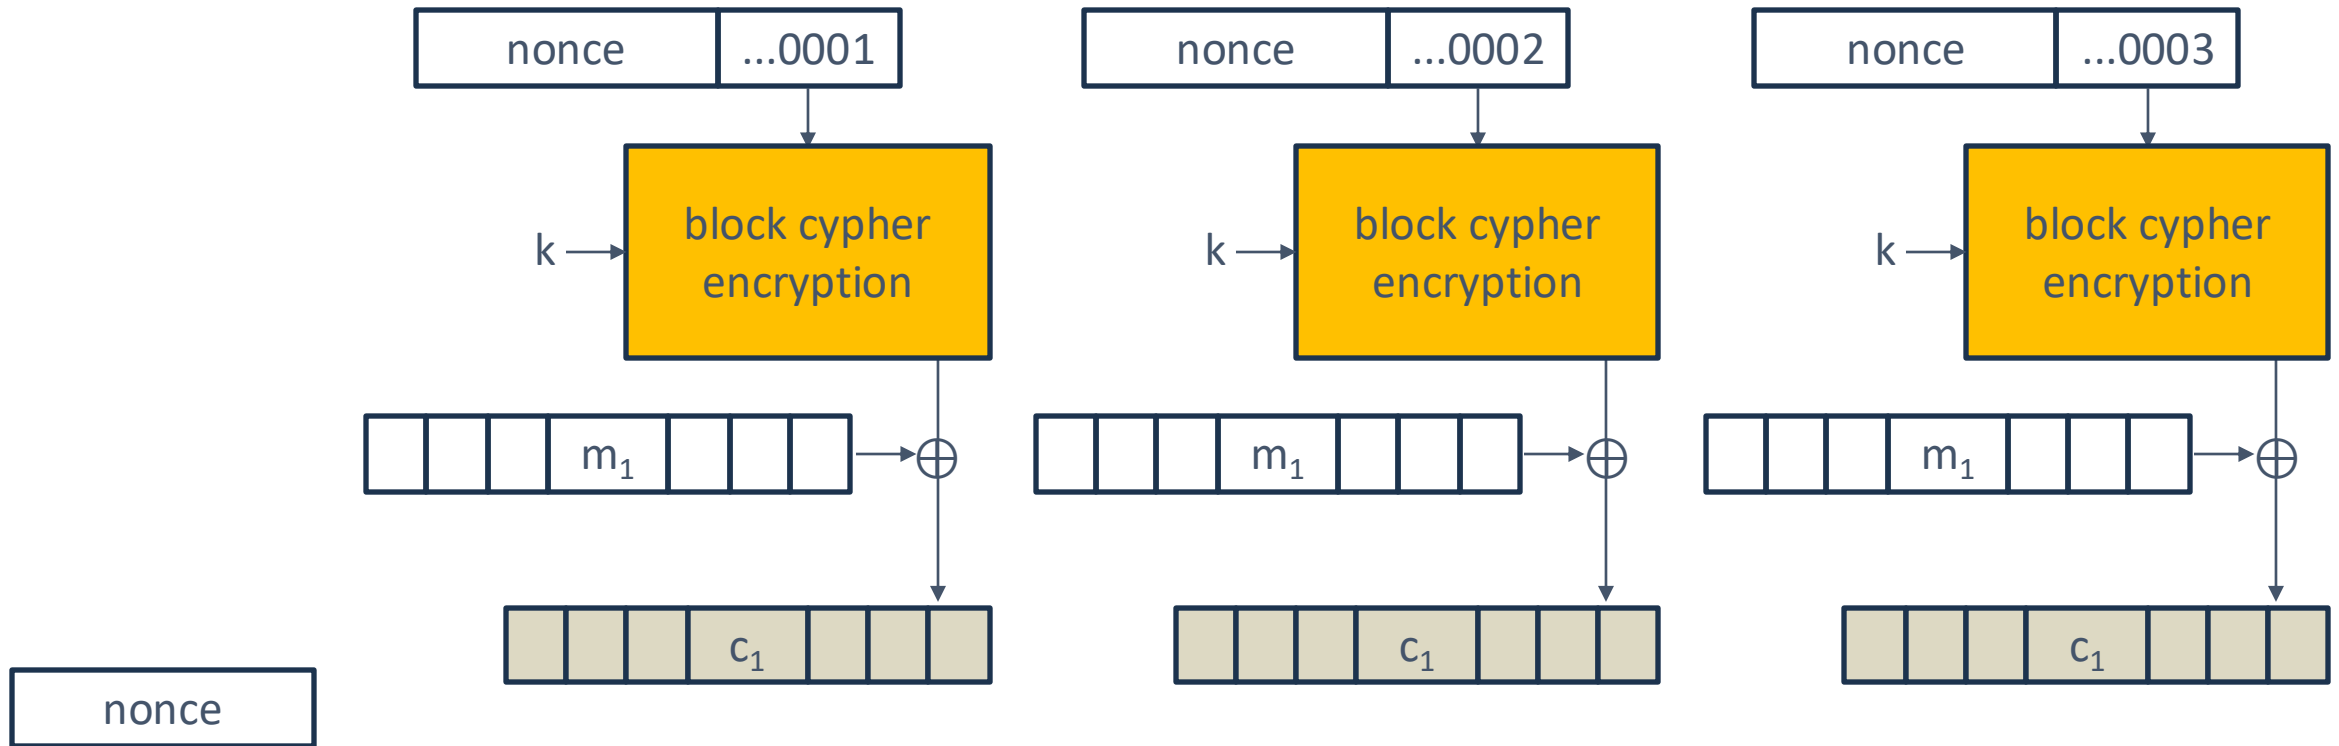 nonce ...0001
nonce ...0002
nonce ...0003
k
block cypher
encryption
k
block cypher
encryption
k
block cypher
encryption
m₁
m₁
m₁
c₁
c₁
c₁
nonce